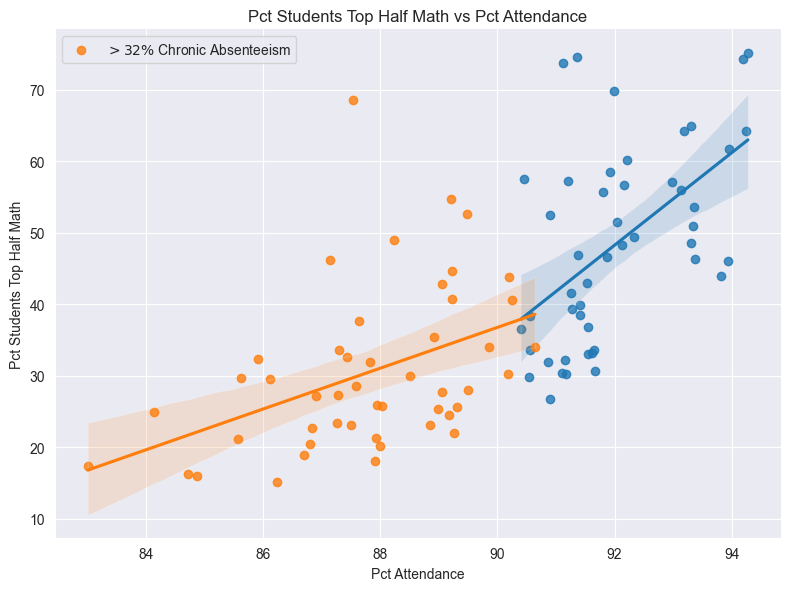 Pct Students Top Half Math vs Pct Attendance
> 32% Chronic Absenteeism
Pct Students Top Half Math
70
60
50
40
30
20
10
84 86 88 90 92 94
Pct Attendance